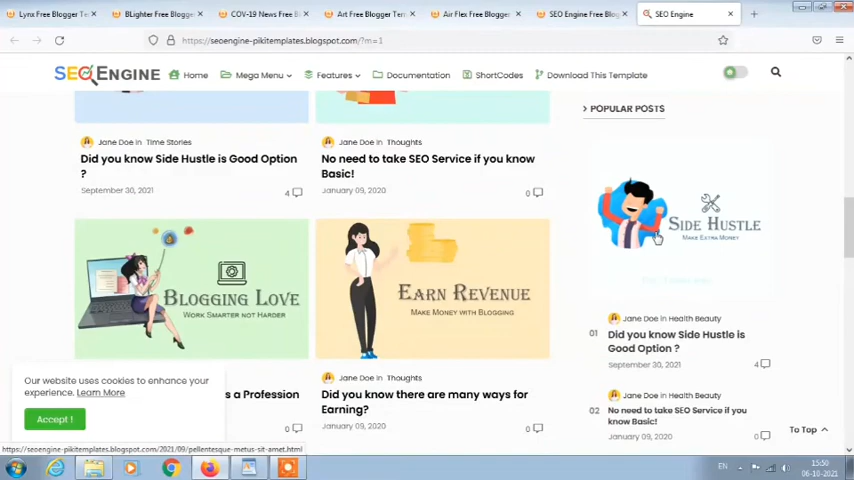 Lynx Free Blogger Te
BLighter Free Blogge
COV-19 News Free B
Art Free Blogger Tem
Air Flex Free Blogger
SEO Engine Free Blog
SEO Engine
https://seoengine-pikitemplates.blogspot.com/?m=1
SEO ENGINE
Home
Mega Menu
Features
Documentation
ShortCodes
Download This Template
POPULAR POSTS
Jane Doe in Time Stories
Did you know Side Hustle is Good Option
?
September 30, 2021
4
Jane Doe in Thoughts
No need to take SEO Service if you know
Basic!
January 09, 2020
0
SIDE HUSTLE
MAKE EXTRA MONEY
BLOGGING LOVE
WORK SMARTER NOT HARDER
EARN REVENUE
MAKE MONEY WITH BLOGGING
01
Jane Doe in Health Beauty
Did you know Side Hustle is
Good Option ?
September 30, 2021
4
s a Profession
0
Jane Doe in Thoughts
Did you know there are many ways for
Earning?
January 09, 2020
0
02
Jane Doe in Health Beauty
No need to take SEO Service if you
know Basic!
January 09, 2020
0
Our website uses cookies to enhance your
experience. Learn More
Accept !
To Top
https://seoengine-pikitemplates.blogspot.com/2021/09/pellentesque-metus-sit-amet.html
EN
15:50
06-10-2021